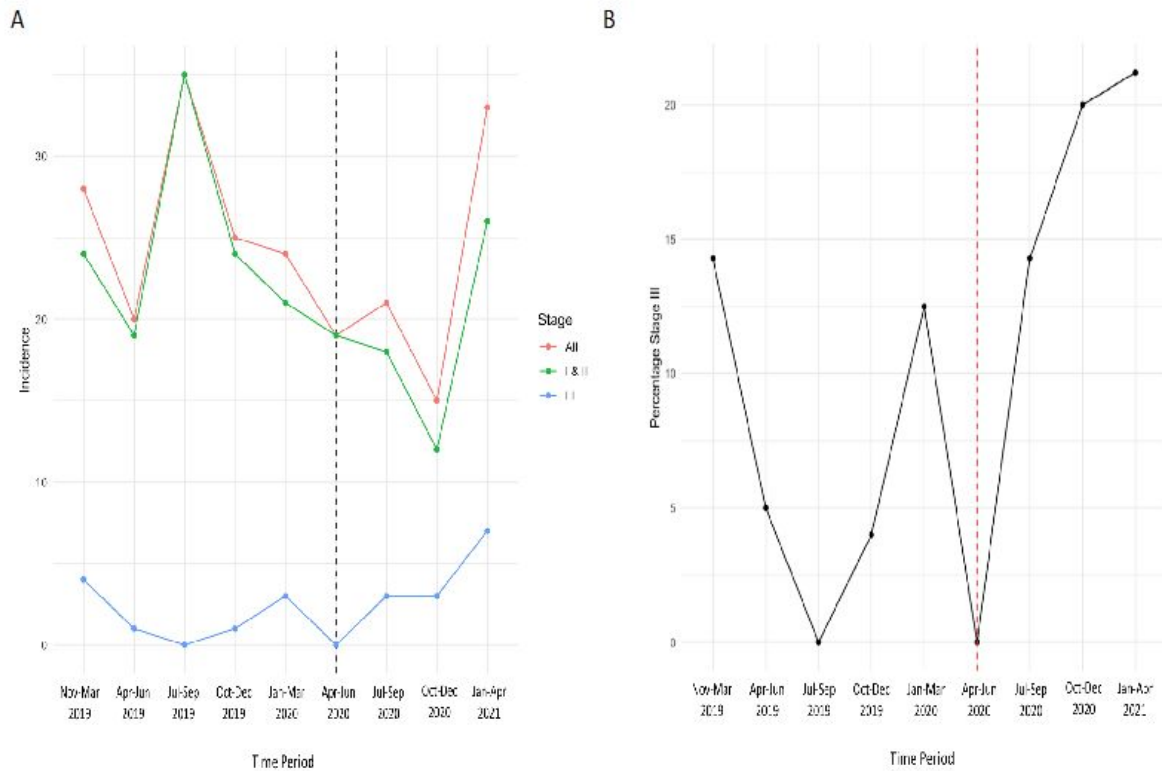 A
B
Incidence
30
20
10
0
Stage
All
I & II
Nov-Mar 2019
Apr-Jun 2019
Jul-Sep 2019
Oct-Dec 2019
Jan-Mar 2020
Apr-Jun 2020
Jul-Sep 2020
Oct-Dec 2020
Jan-Apr 2021
Time Period
Percentage Stage III
20
15
10
5
0
Nov-Mar 2019
Apr-Jun 2019
Jul-Sep 2019
Oct-Dec 2019
Jan-Mar 2020
Apr-Jun 2020
Jul-Sep 2020
Oct-Dec 2020
Jan-Apr 2021
Time Period